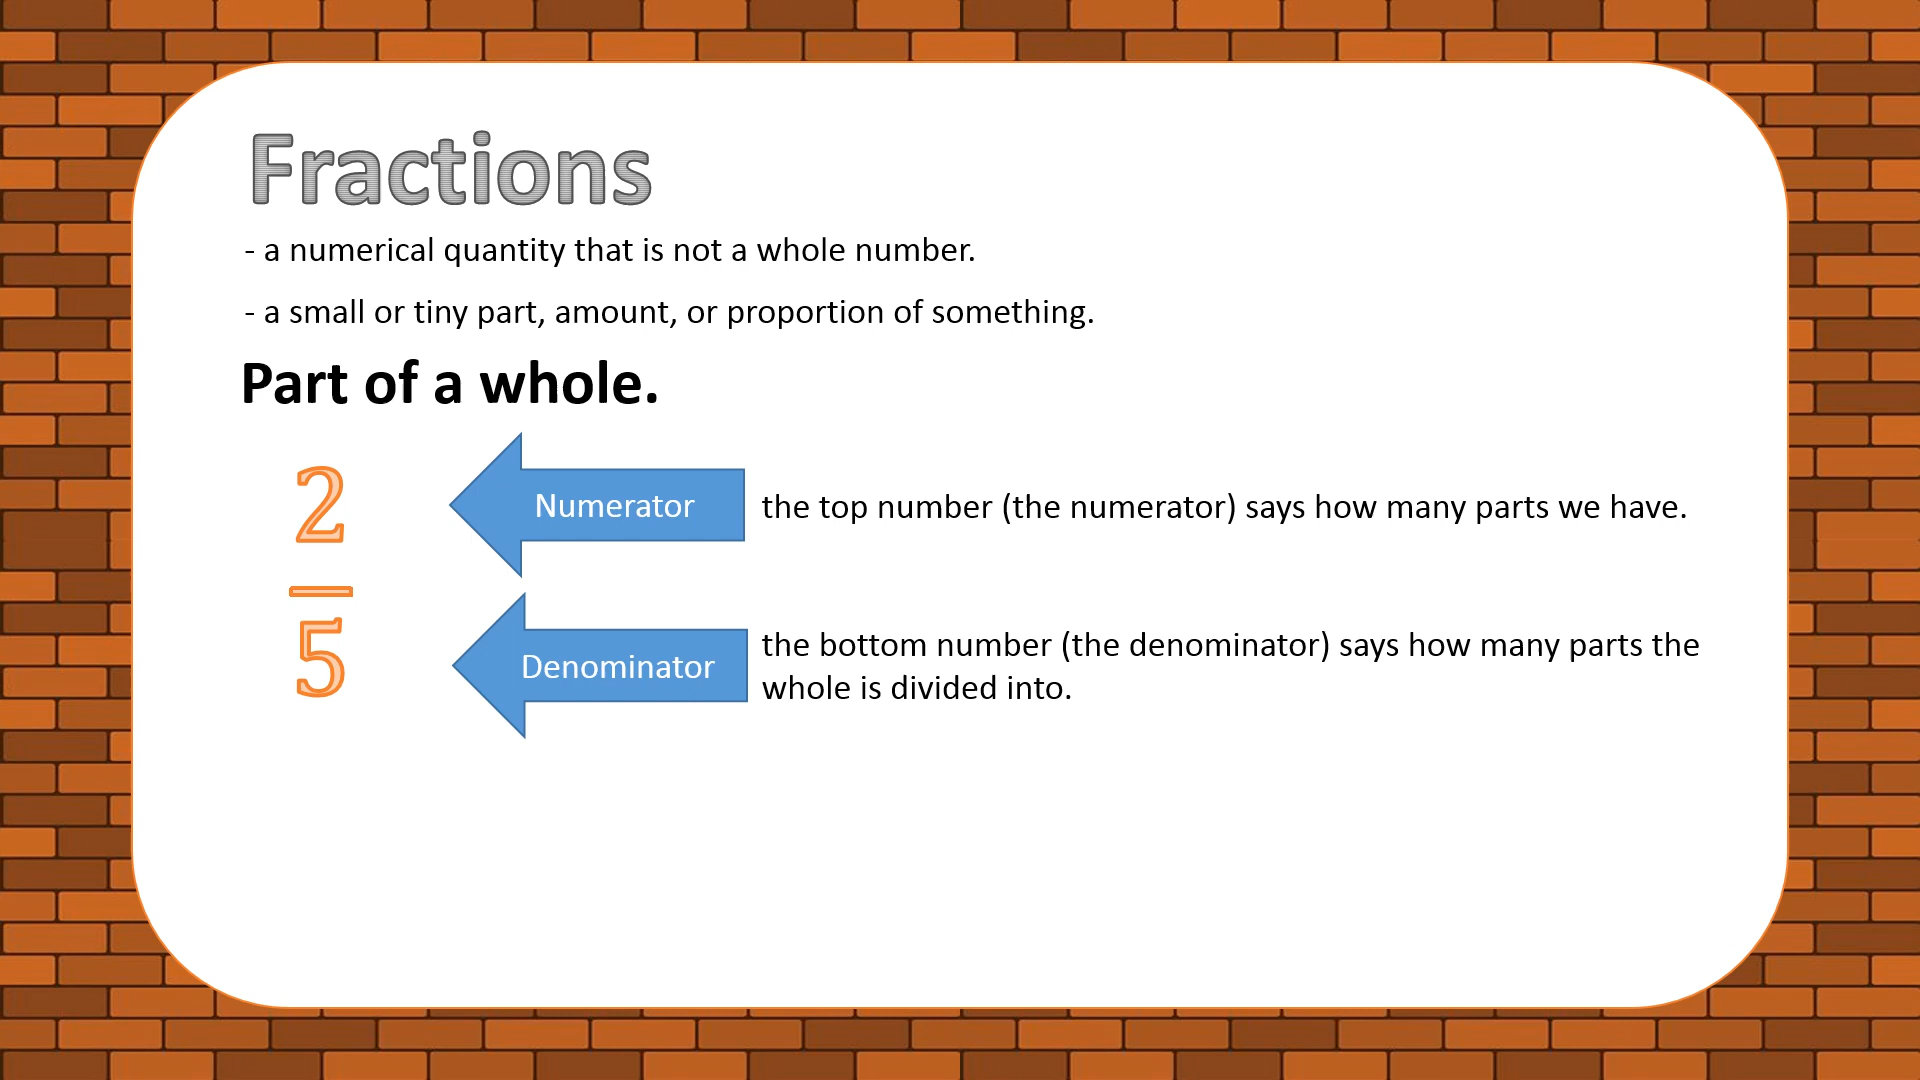 Fractions
- a numerical quantity that is not a whole number.
- a small or tiny part, amount, or proportion of something.
Part of a whole.
2
Numerator
the top number (the numerator) says how many parts we have.
5
Denominator
the bottom number (the denominator) says how many parts the
whole is divided into.